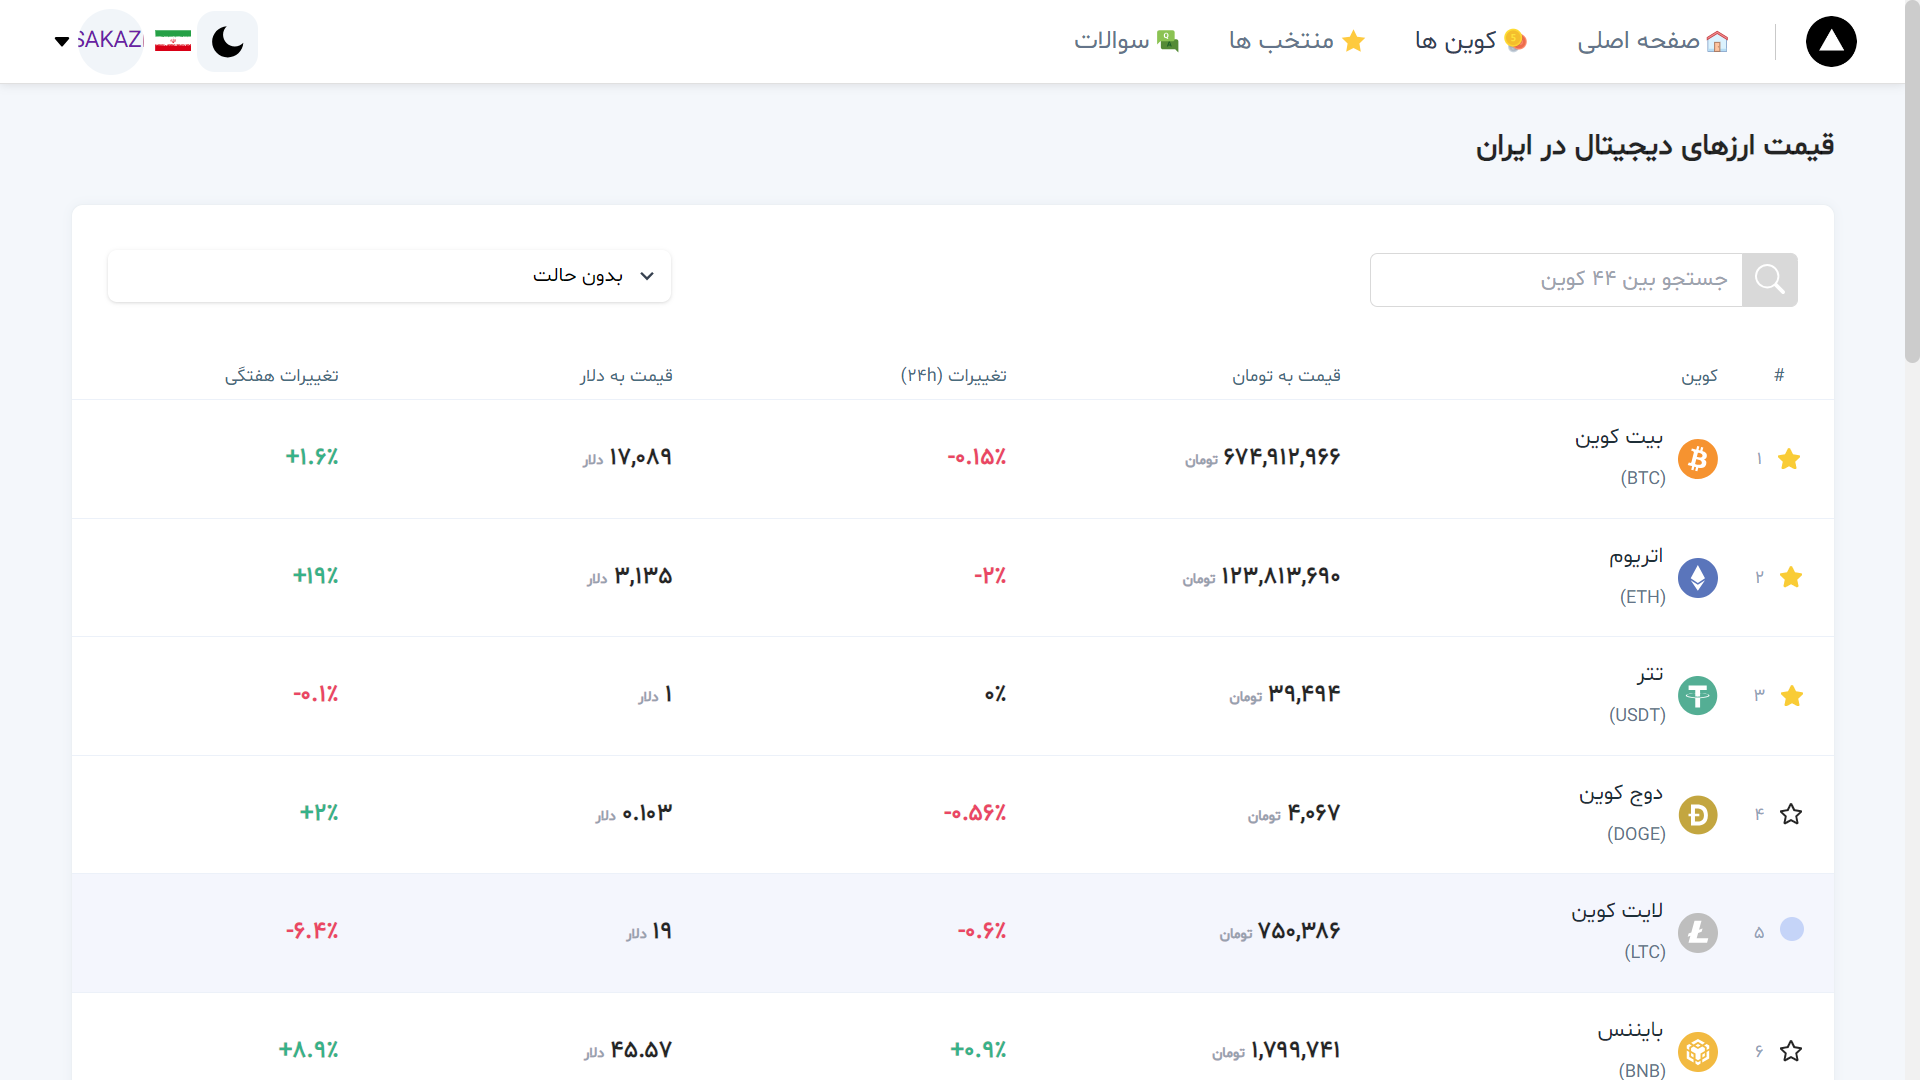 صفحه اصلی
کوین ها
منتخب ها
سوالات
SAKAZ
قیمت ارزهای دیجیتال در ایران
جستجو بین ۴۴ کوین
بدون حالت
# کوین قیمت به تومان تغییرات (۲۴h) قیمت به دلار تغییرات هفتگی
۱ بیت کوین (BTC) ۶۷۴,۹۱۲,۹۶۶ تومان -۰.۱۵٪ ۱۷,۰۸۹ دلار +۱.۶٪
۲ اتریوم (ETH) ۱۲۳,۸۱۳,۶۹۰ تومان -۲٪ ۳,۱۳۵ دلار +۱۹٪
۳ تتر (USDT) ۳۹,۴۹۴ تومان ۰٪ ۱ دلار -۰.۱٪
۴ دوج کوین (DOGE) ۴,۰۶۷ تومان -۰.۵۶٪ ۰.۱۰۳ دلار +۲٪
۵ لایت کوین (LTC) ۷۵۰,۳۸۶ تومان -۰.۶٪ ۱۹ دلار -۶.۴٪
۶ بایننس (BNB) ۱,۷۹۹,۷۴۱ تومان +۰.۹٪ ۴۵.۵۷ دلار +۸.۹٪